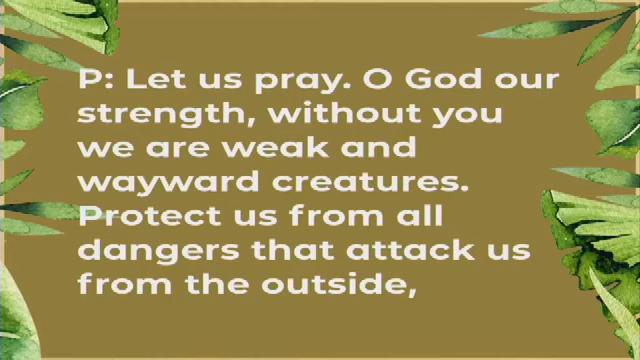 P: Let us pray. O God our
strength, without you
we are weak and
wayward creatures.
Protect us from all
dangers that attack us
from the outside,